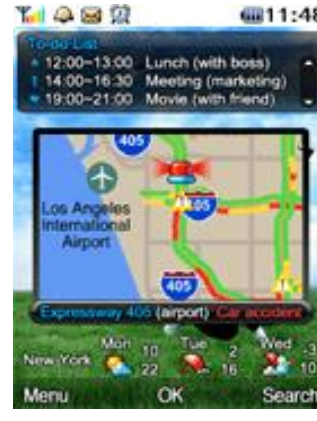 11:48
To-do List
12:00~13:00 Lunch (with boss)
14:00~16:30 Meeting (marketing)
19:00~21:00 Movie (with friend)
405
Los Angeles
International
Airport
405
405
Expressway 405 (airport) Car accident
Mon Tue Wed
10 2 -3
New York
22 16 10
Menu OK Search